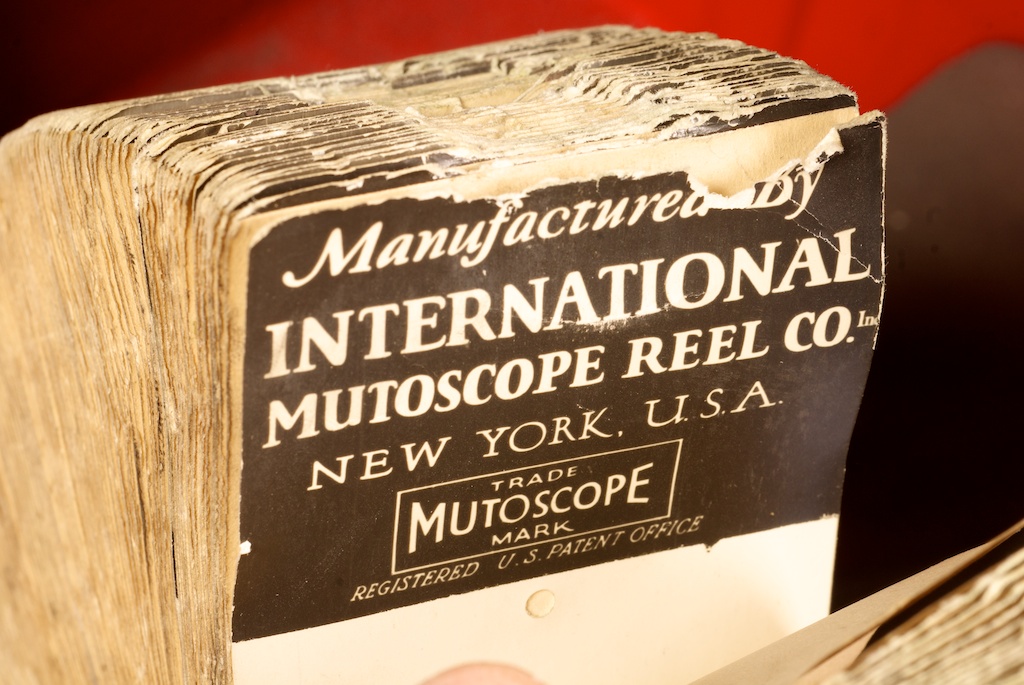 Manufactured By
INTERNATIONAL
MUTOSCOPE REEL CO. Inc
NEW YORK, U.S.A.
TRADE
MUTOSCOPE
MARK
REGISTERED U.S. PATENT OFFICE